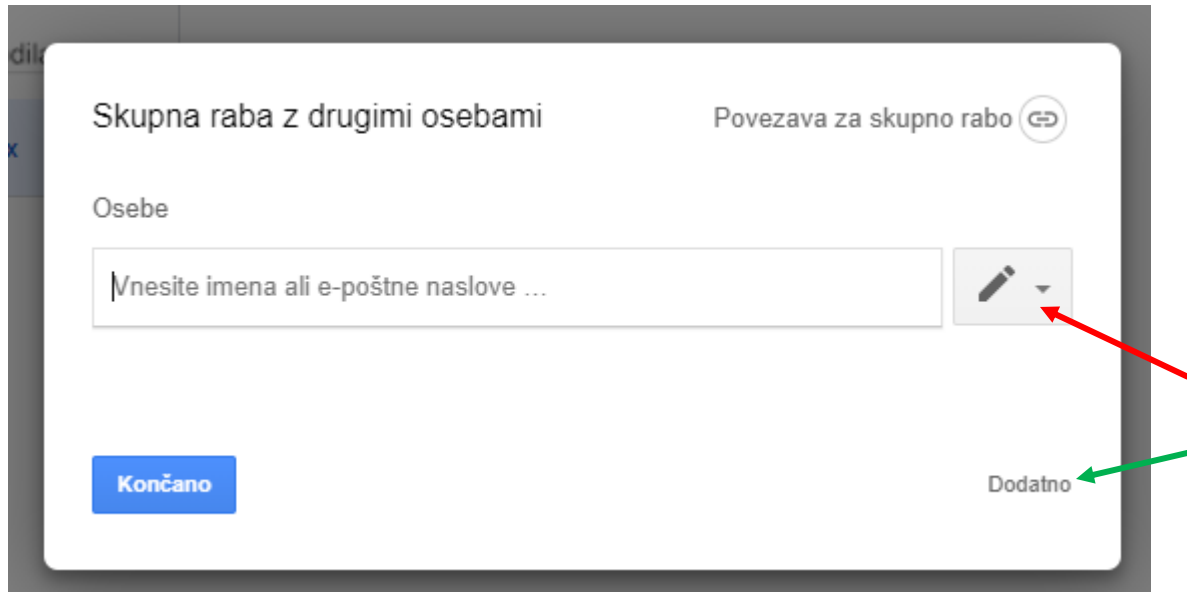 Skupna raba z drugimi osebami
Povezava za skupno rabo
Osebe
Vnesite imena ali e-poštne naslove ...
Končano
Dodatno